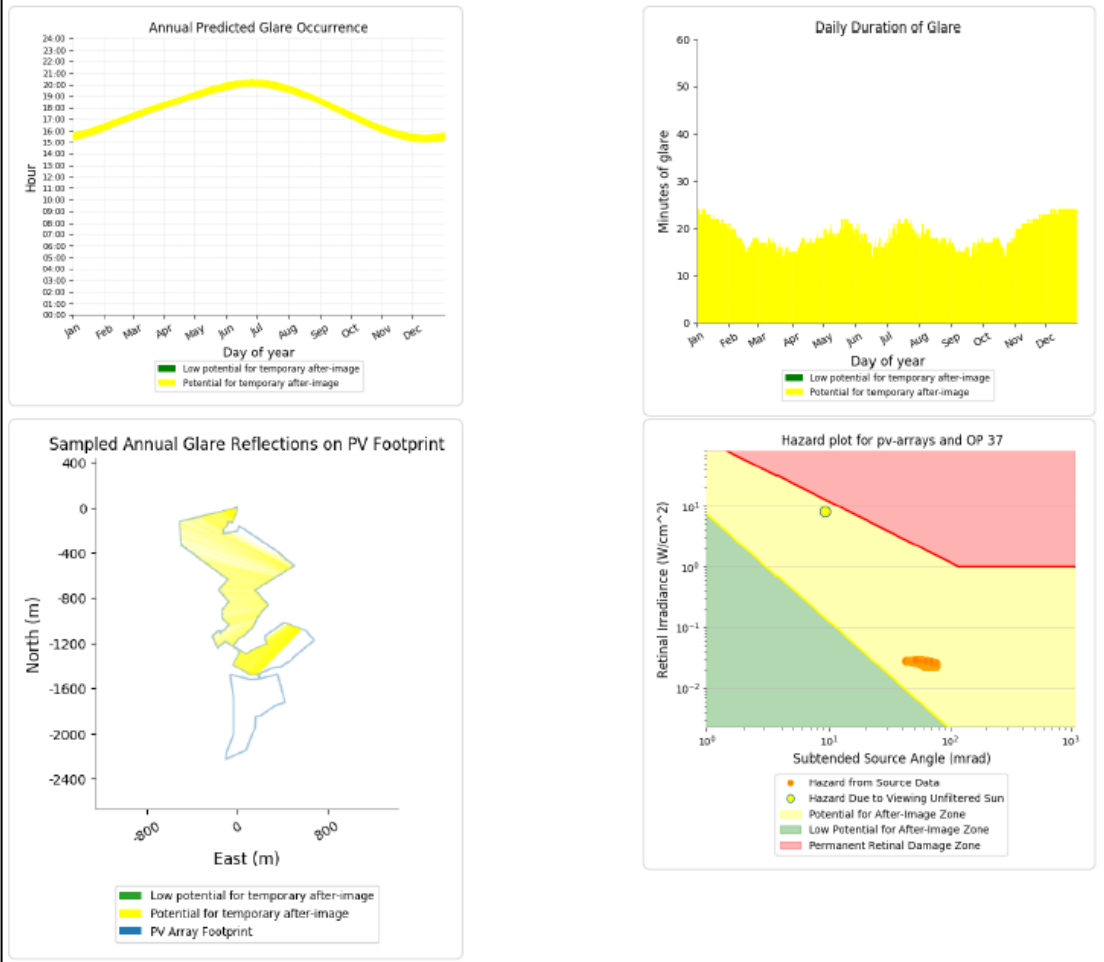 Annual Predicted Glare Occurrence
24:00
23:00
22:00
21:00
20:00
19:00
18:00
17:00
16:00
15:00
14:00
13:00
12:00
11:00
10:00
09:00
08:00
07:00
06:00
05:00
04:00
03:00
02:00
01:00
00:00
Hour
Jan
Feb
Mar
Apr
May
Jun
Jul
Aug
Sep
Oct
Nov
Dec
Day of year
Low potential for temporary after-image
Potential for temporary after-image
Daily Duration of Glare
60
50
40
30
20
10
0
Minutes of glare
Jan
Feb
Mar
Apr
May
Jun
Jul
Aug
Sep
Oct
Nov
Dec
Day of year
Low potential for temporary after-image
Potential for temporary after-image
Sampled Annual Glare Reflections on PV Footprint
400
0
-400
-800
-1200
-1600
-2000
-2400
North (m)
-800
0
800
East (m)
Low potential for temporary after-image
Potential for temporary after-image
PV Array Footprint
Hazard plot for pv-arrays and OP 37
10¹
10⁰
10⁻¹
10⁻²
Retinal Irradiance (W/cm^2)
10⁰
10¹
10²
10³
Subtended Source Angle (mrad)
Hazard from Source Data
Hazard Due to Viewing Unfiltered Sun
Potential for After-Image Zone
Low Potential for After-Image Zone
Permanent Retinal Damage Zone